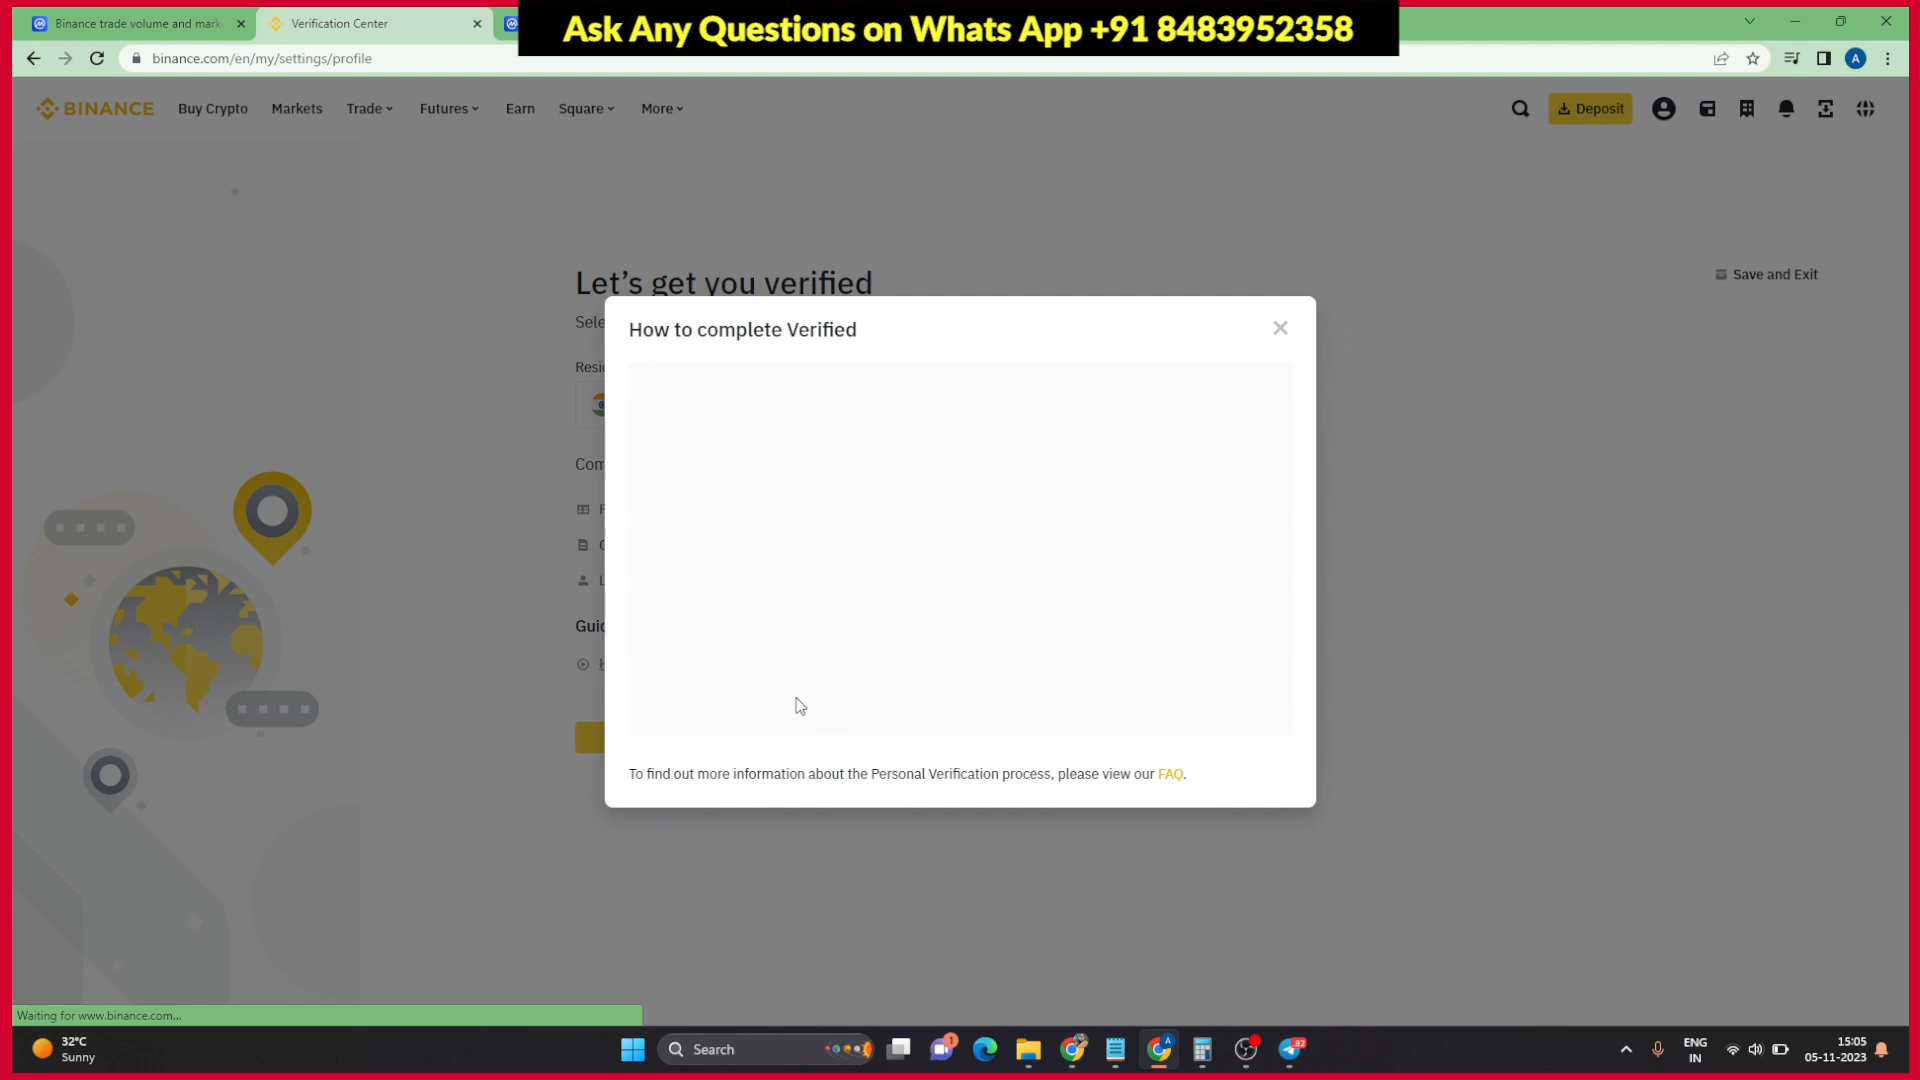 Ask Any Questions on Whats App +91 8483952358
Binance trade volume and mark
Verification Center
binance.com/en/my/settings/profile
A
BINANCE
Buy Crypto
Markets
Trade
Futures
Earn
Square
More
Deposit
Let's get you verified
Save and Exit
How to complete Verified
To find out more information about the Personal Verification process, please view our FAQ.
Guid
Waiting for www.binance.com...
32°C
Sunny
Search
1
A
82
ENG
IN
15:05
05-11-2023